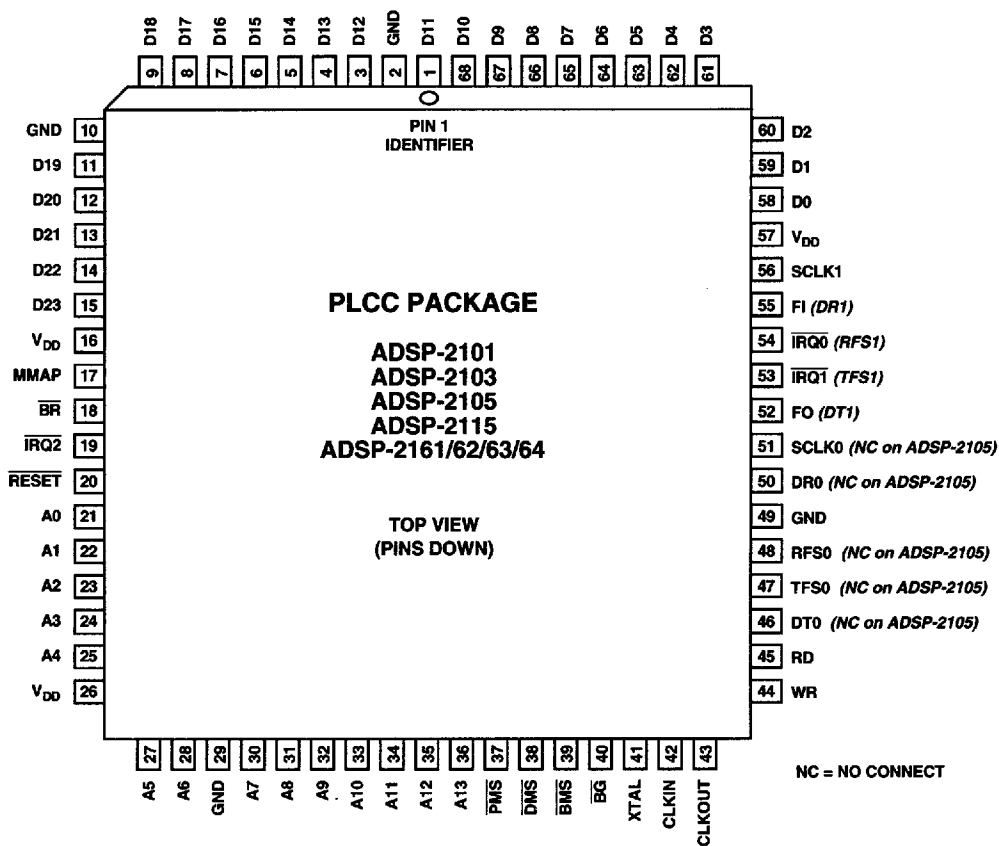 D18 D17 D16 D15 D14 D13 D12 GND D11 D10 D9 D8 D7 D6 D5 D4 D3
9 8 7 6 5 4 3 2 1 68 67 66 65 64 63 62 61
PIN 1
IDENTIFIER
GND 10
D19 11
D20 12
D21 13
D22 14
D23 15
VDD 16
MMAP 17
BR 18
IRQ2 19
RESET 20
A0 21
A1 22
A2 23
A3 24
A4 25
VDD 26
PLCC PACKAGE
ADSP-2101
ADSP-2103
ADSP-2105
ADSP-2115
ADSP-2161/62/63/64
TOP VIEW
(PINS DOWN)
60 D2
59 D1
58 D0
57 VDD
56 SCLK1
55 FI (DR1)
54 IRQ0 (RFS1)
53 IRQ1 (TFS1)
52 FO (DT1)
51 SCLK0 (NC on ADSP-2105)
50 DR0 (NC on ADSP-2105)
49 GND
48 RFS0 (NC on ADSP-2105)
47 TFS0 (NC on ADSP-2105)
46 DT0 (NC on ADSP-2105)
45 RD
44 WR
27 28 29 30 31 32 33 34 35 36 37 38 39 40 41 42 43
A5 A6 GND A7 A8 A9 A10 A11 A12 A13 PMS DMS BMS BG XTAL CLKIN CLKOUT
NC = NO CONNECT